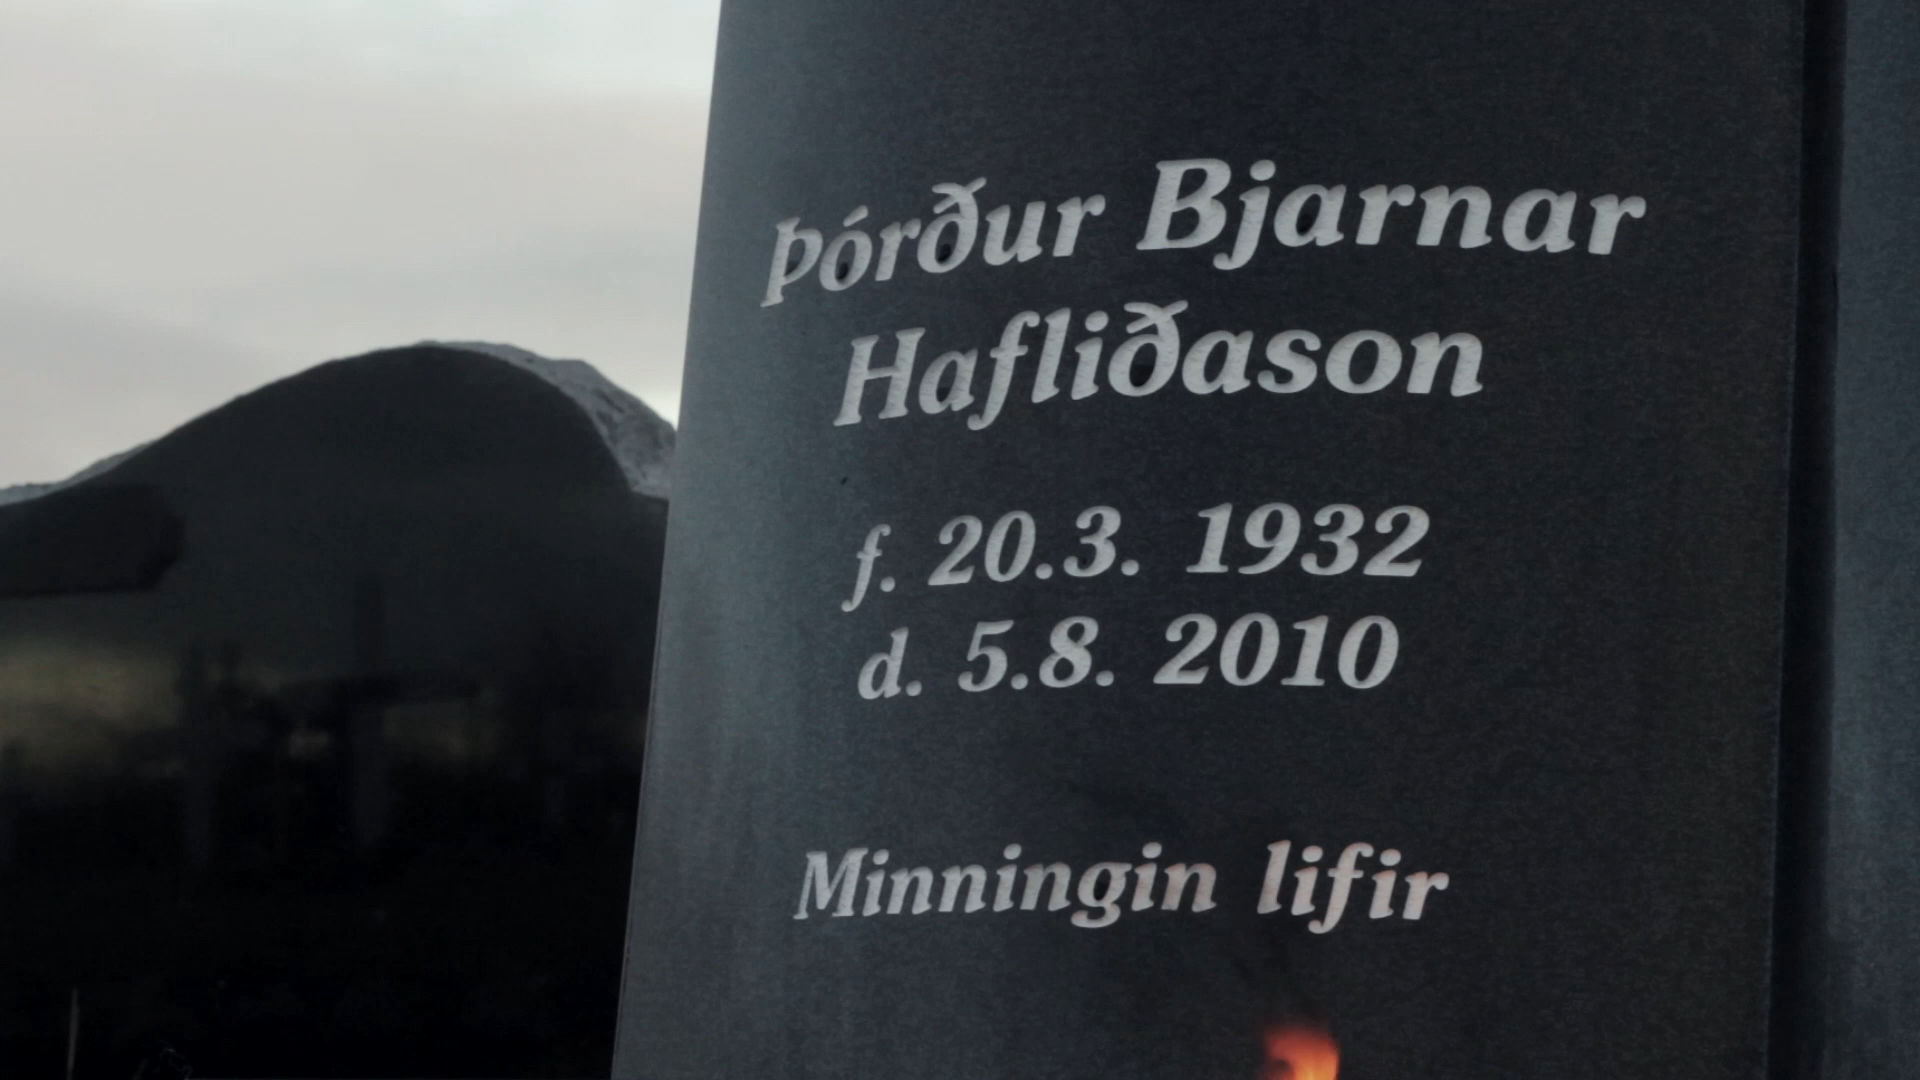 Þórður Bjarnar
Hafliðason
f. 20.3. 1932
d. 5.8. 2010
Minningin lifir